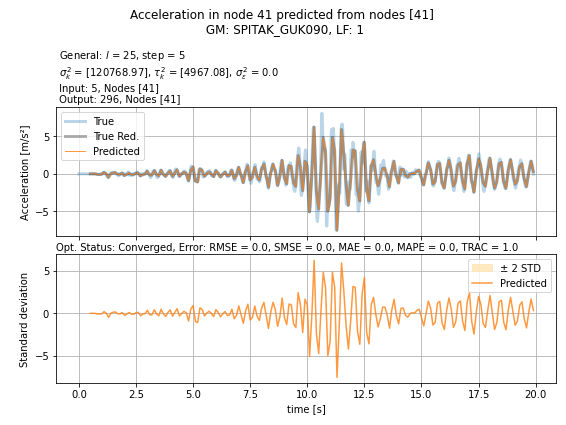 Acceleration in node 41 predicted from nodes [41]
GM: SPITAK_GUK090, LF: 1
General: l = 25, step = 5
σ²ₖ = [120768.97], τ²ₖ = [4967.08], σ²ε = 0.0
Input: 5, Nodes [41]
Output: 296, Nodes [41]
True
True Red.
Predicted
Acceleration [m/s²]
5
0
−5
Opt. Status: Converged, Error: RMSE = 0.0, SMSE = 0.0, MAE = 0.0, MAPE = 0.0, TRAC = 1.0
± 2 STD
Predicted
Standard deviation
5
0
−5
0.0 2.5 5.0 7.5 10.0 12.5 15.0 17.5 20.0
time [s]